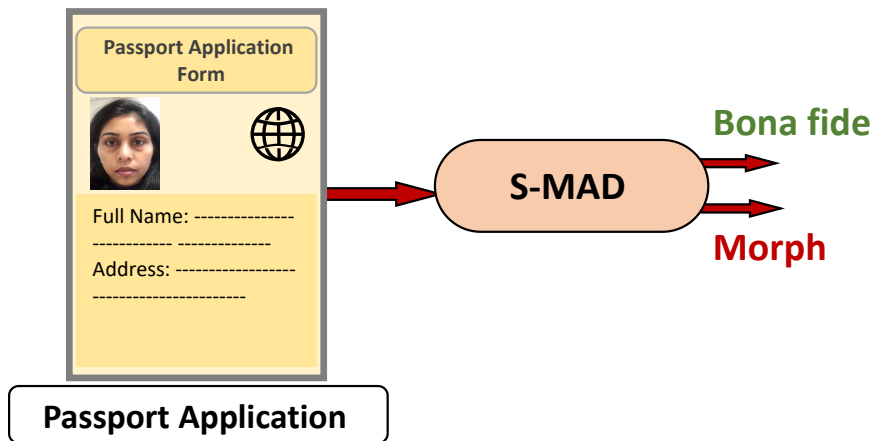 Passport Application
Form
Full Name: ---------------
------------ --------------
Address: ------------------
-----------------------
Passport Application
S-MAD
Bona fide
Morph